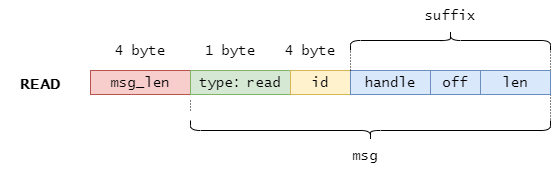 suffix
4 byte 1 byte 4 byte
READ msg_len type: read id handle off len
msg